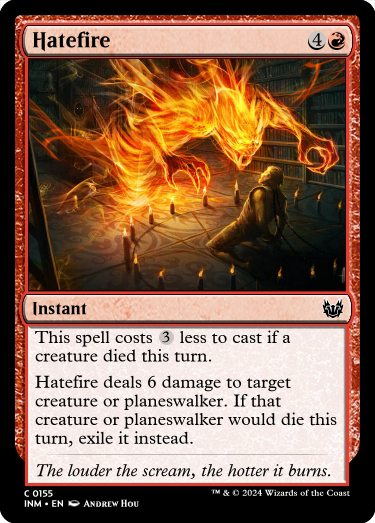 Hatefire 4
Instant
This spell costs 3 less to cast if a
creature died this turn.
Hatefire deals 6 damage to target
creature or planeswalker. If that
creature or planeswalker would die this
turn, exile it instead.
The louder the scream, the hotter it burns.
C 0155
INM • EN Andrew Hou
™ & © 2024 Wizards of the Coast